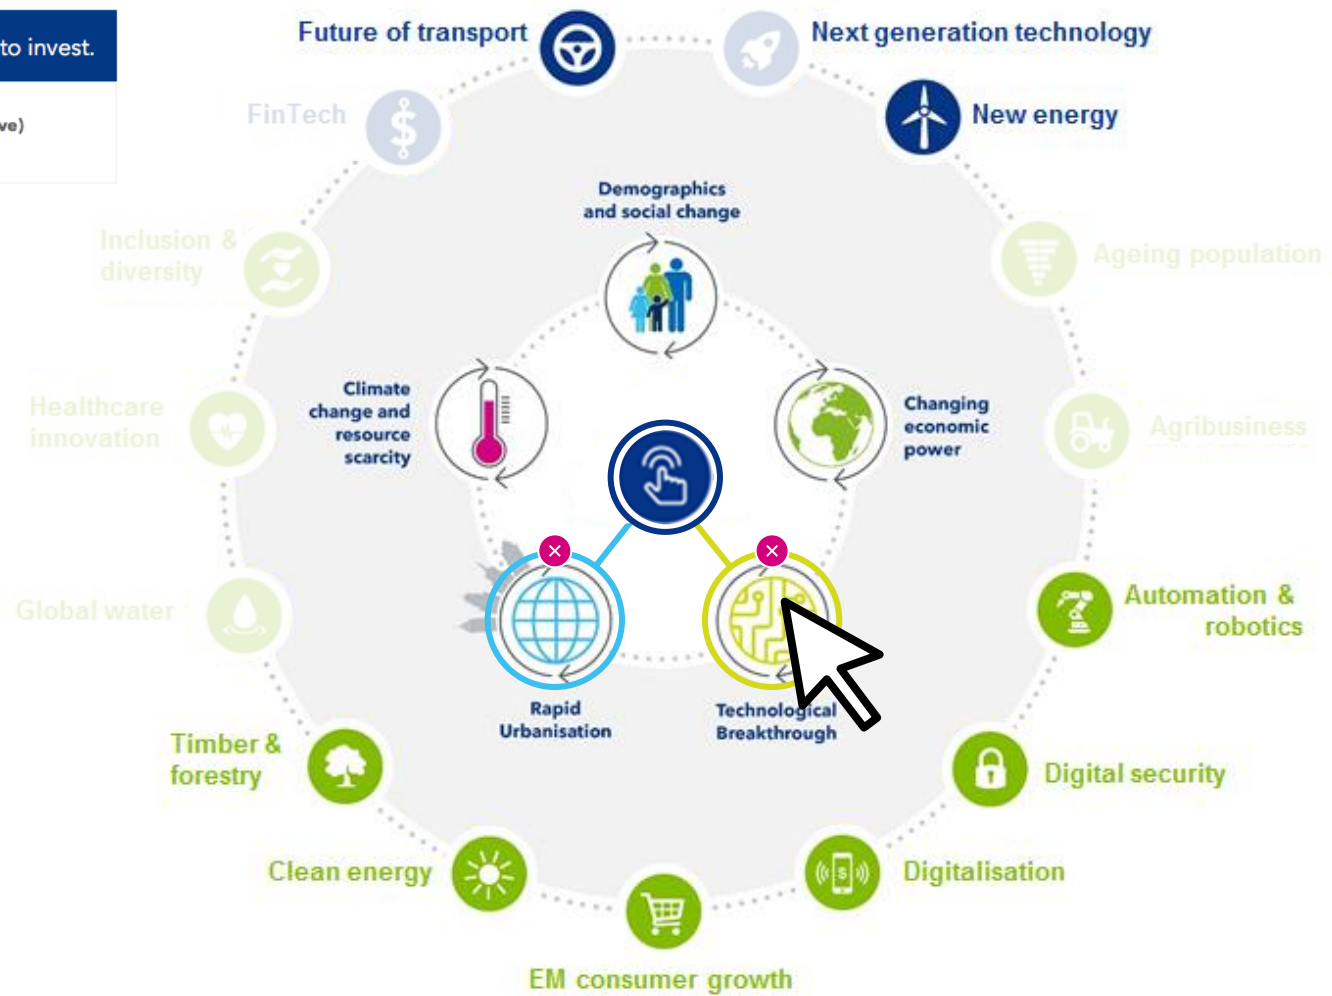 to invest.
ve)
Future of transport
Next generation technology
FinTech
New energy
Demographics
and social change
Inclusion &
diversity
Ageing population
Climate
change and
resource
scarcity
Changing
economic
power
Healthcare
innovation
Agribusiness
Global water
Automation &
robotics
Rapid
Urbanisation
Technological
Breakthrough
Timber &
forestry
Digital security
Clean energy
$
Digitalisation
EM consumer growth